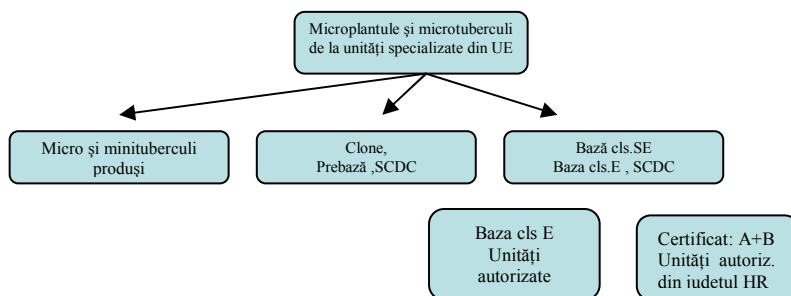 Microplantule şi microtuberculi
de la unităţi specializate din UE
Micro şi minituberculi
produşi
Clone,
Prebază ,SCDC
Bază cls.SE
Baza cls.E , SCDC
Baza cls E
Unităţi
autorizate
Certificat: A+B
Unităţi autoriz.
din iudetul HR